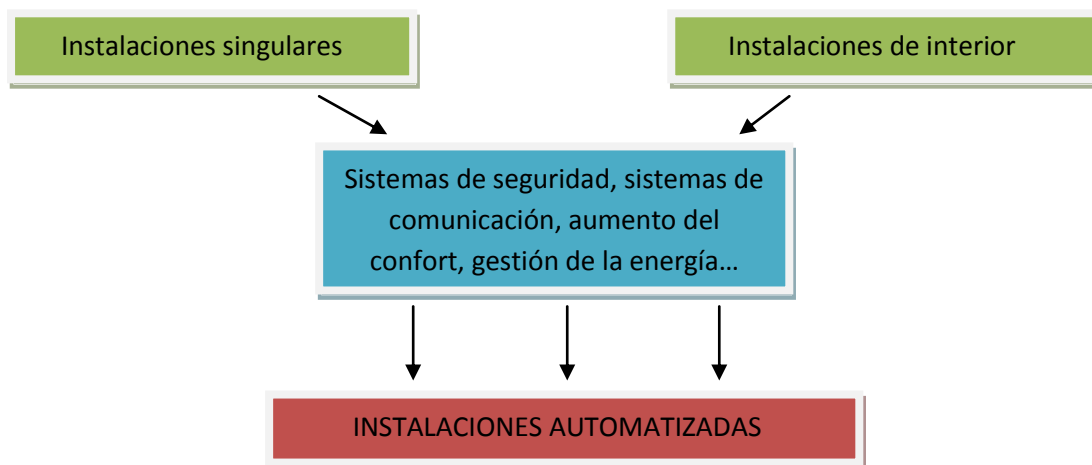 Instalaciones singulares
Instalaciones de interior
Sistemas de seguridad, sistemas de
comunicación, aumento del
confort, gestión de la energía...
INSTALACIONES AUTOMATIZADAS